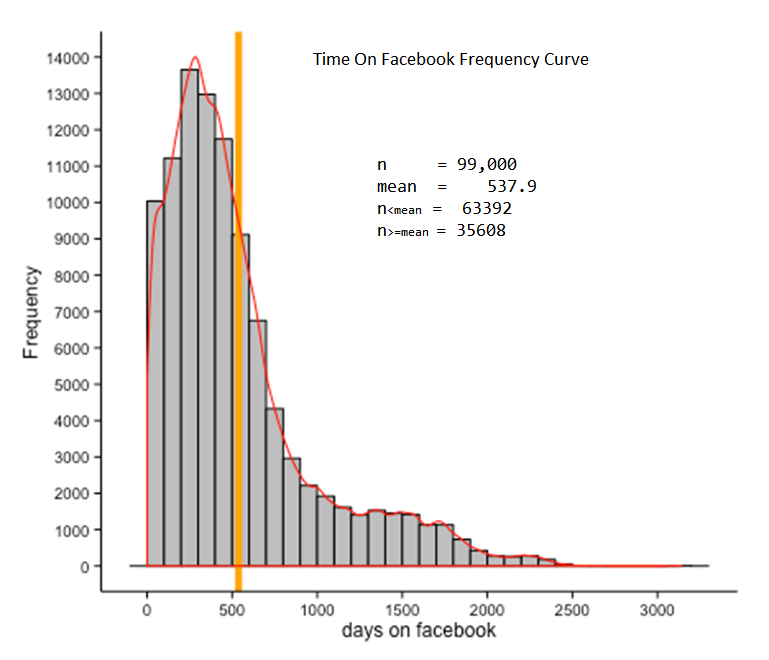 Time On Facebook Frequency Curve
n = 99,000
mean = 537.9
n<mean = 63392
n>=mean = 35608
Frequency
14000
13000
12000
11000
10000
9000
8000
7000
6000
5000
4000
3000
2000
1000
0
0 500 1000 1500 2000 2500 3000
days on facebook